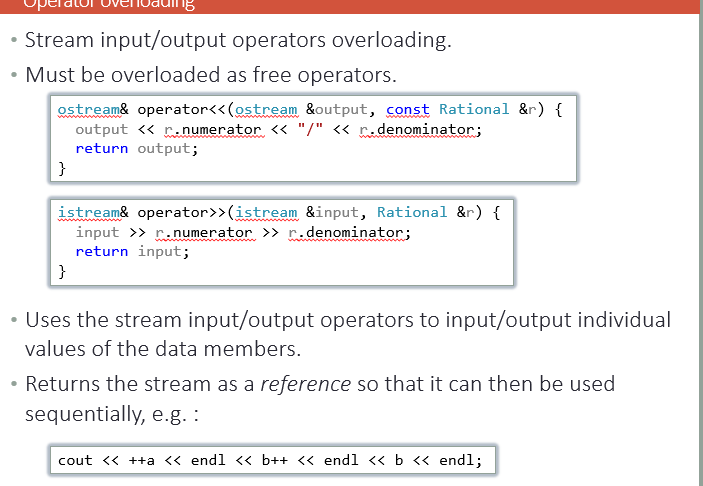 Operator overloading
• Stream input/output operators overloading.
• Must be overloaded as free operators.
ostream& operator<<(ostream &output, const Rational &r) {
output << r.numerator << "/" << r.denominator;
return output;
}
istream& operator>>(istream &input, Rational &r) {
input >> r.numerator >> r.denominator;
return input;
}
• Uses the stream input/output operators to input/output individual
values of the data members.
• Returns the stream as a reference so that it can then be used
sequentially, e.g. :
cout << ++a << endl << b++ << endl << b << endl;